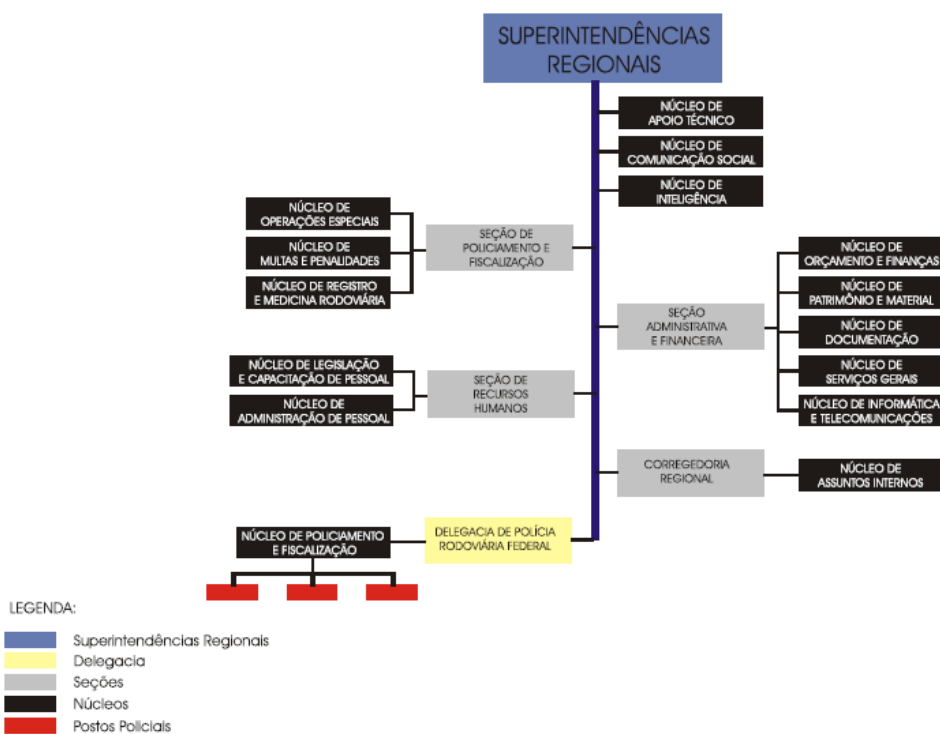 SUPERINTENDÊNCIAS
REGIONAIS
NÚCLEO DE
APOIO TÉCNICO
NÚCLEO DE
COMUNICAÇÃO SOCIAL
NÚCLEO DE
INTELIGÊNCIA
NÚCLEO DE
OPERAÇÕES ESPECIAIS
NÚCLEO DE
MULTAS E PENALIDADES
NÚCLEO DE REGISTRO
E MEDICINA RODOVIÁRIA
SEÇÃO DE
POLICIAMENTO E
FISCALIZAÇÃO
SEÇÃO
ADMINISTRATIVA
E FINANCEIRA
NÚCLEO DE
ORÇAMENTO E FINANÇAS
NÚCLEO DE
PATRIMÔNIO E MATERIAL
NÚCLEO DE
DOCUMENTAÇÃO
NÚCLEO DE
SERVIÇOS GERAIS
NÚCLEO DE INFORMÁTICA
E TELECOMUNICAÇÕES
NÚCLEO DE LEGISLAÇÃO
E CAPACITAÇÃO DE PESSOAL
NÚCLEO DE
ADMINISTRAÇÃO DE PESSOAL
SEÇÃO DE
RECURSOS
HUMANOS
CORREGEDORIA
REGIONAL
NÚCLEO DE
ASSUNTOS INTERNOS
NÚCLEO DE POLICIAMENTO
E FISCALIZAÇÃO
DELEGACIA DE POLÍCIA
RODOVIÁRIA FEDERAL
LEGENDA:
Superintendências Regionais
Delegacia
Seções
Núcleos
Postos Policiais